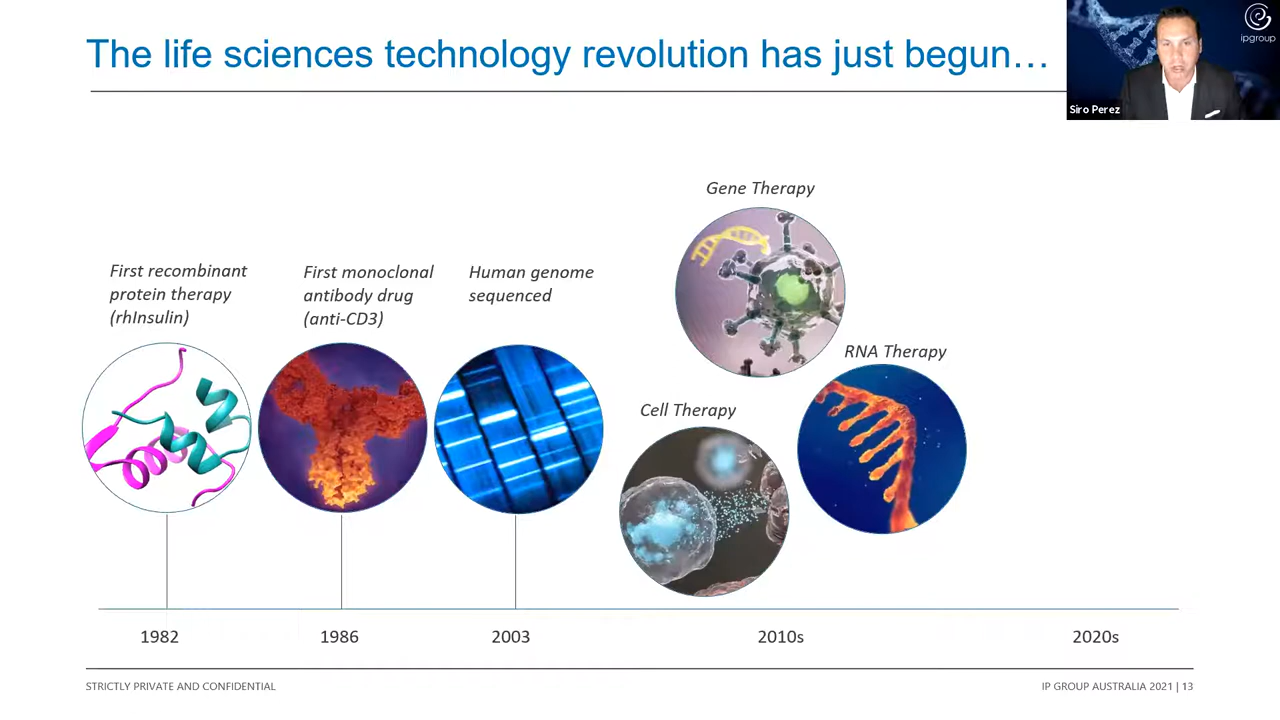 The life sciences technology revolution has just begun…
ipgroup
Siro Perez
Gene Therapy
First recombinant
protein therapy
(rhInsulin)
First monoclonal
antibody drug
(anti-CD3)
Human genome
sequenced
RNA Therapy
Cell Therapy
1982
1986
2003
2010s
2020s
STRICTLY PRIVATE AND CONFIDENTIAL
IP GROUP AUSTRALIA 2021 | 13